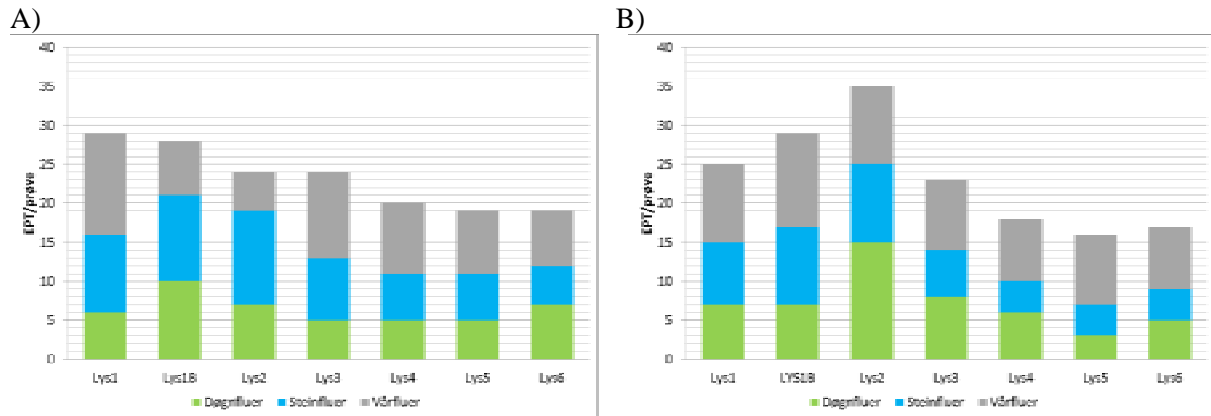 A)
40
35
30
25
20
15
10
5
0
EPT/prøve
Lys1 Lys1B Lys2 Lys3 Lys4 Lys5 Lys6
Døgnfluer Steinfluer Vårfluer
B)
40
35
30
25
20
15
10
5
0
EPT/prøve
Lys1 LYS1B Lys2 Lys3 Lys4 Lys5 Lys6
Døgnfluer Steinfluer Vårfluer